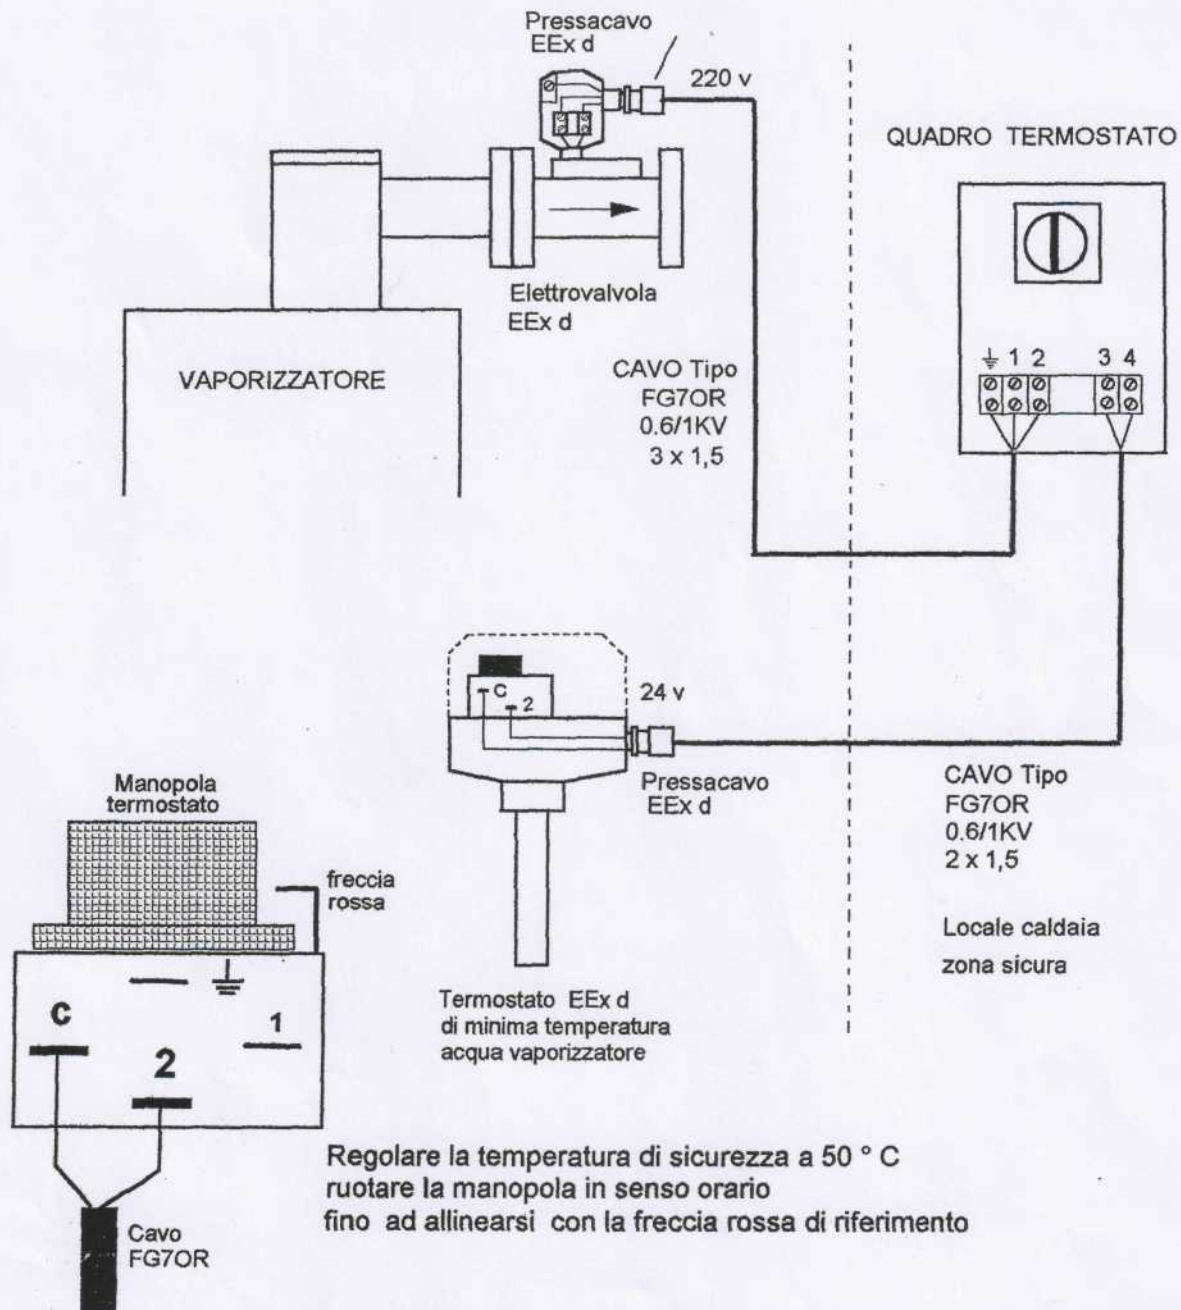 Pressacavo
EEx d
220 v
QUADRO TERMOSTATO
Elettrovalvola
EEx d
1 2 3 4
VAPORIZZATORE
CAVO Tipo
FG7OR
0.6/1KV
3 x 1,5
C
2
24 v
Pressacavo
EEx d
CAVO Tipo
FG7OR
0.6/1KV
2 x 1,5
Manopola
termostato
freccia
rossa
Locale caldaia
zona sicura
Termostato EEx d
di minima temperatura
acqua vaporizzatore
C
1
2
Regolare la temperatura di sicurezza a 50 ° C
ruotare la manopola in senso orario
fino ad allinearsi con la freccia rossa di riferimento
Cavo
FG7OR